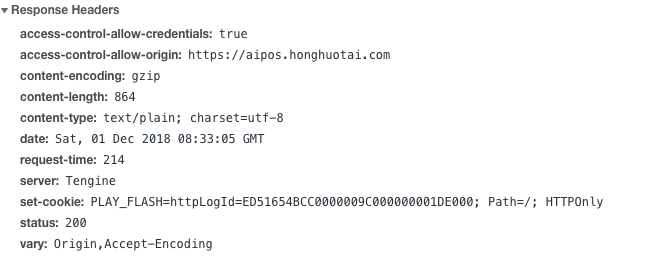 Response Headers
access-control-allow-credentials: true
access-control-allow-origin: https://aipos.honghuotai.com
content-encoding: gzip
content-length: 864
content-type: text/plain; charset=utf-8
date: Sat, 01 Dec 2018 08:33:05 GMT
request-time: 214
server: Tengine
set-cookie: PLAY_FLASH=httpLogId=ED51654BCC0000009C000000001DE000; Path=/; HTTPOnly
status: 200
vary: Origin,Accept-Encoding